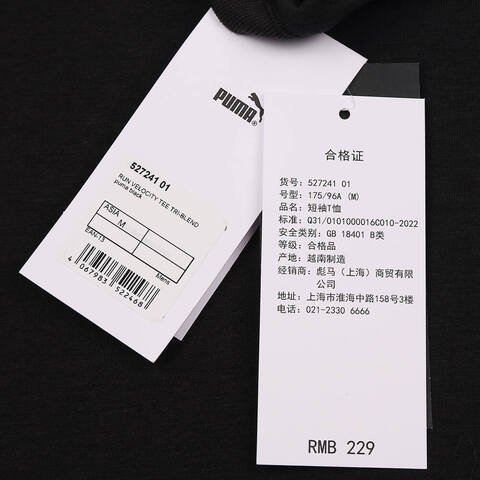 PUMA®
527241 01
RUN VELOCITY TEE TRI-BLEND
puma black
ASIA
M
EAN-13
Mens
4 067983 522468
合格证
货号: 527241 01
号型: 175/96A (M)
品名: 短袖T恤
标准: Q31/0101000016C010-2022
安全类别: GB 18401 B类
等级: 合格品
产地: 越南制造
经销商: 彪马（上海）商贸有限
公司
地址: 上海市淮海中路158号3楼
电话: 021-2330 6666
RMB 229